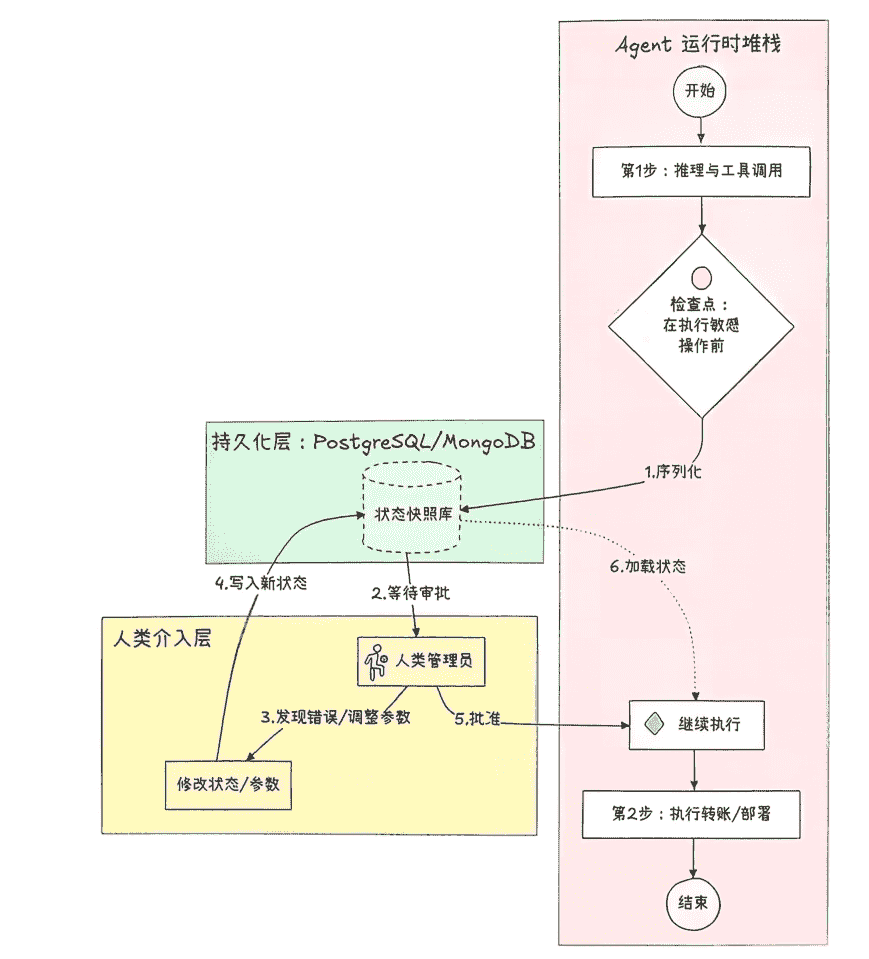 Agent 运行时堆栈
开始
第1步：推理与工具调用
检查点：
在执行敏感
操作前
持久化层：PostgreSQL/MongoDB
1.序列化
状态快照库
6.加载状态
4.写入新状态
2.等待审批
人类介入层
人类管理员
3.发现错误/调整参数
5.批准
继续执行
修改状态/参数
第2步：执行转账/部署
结束